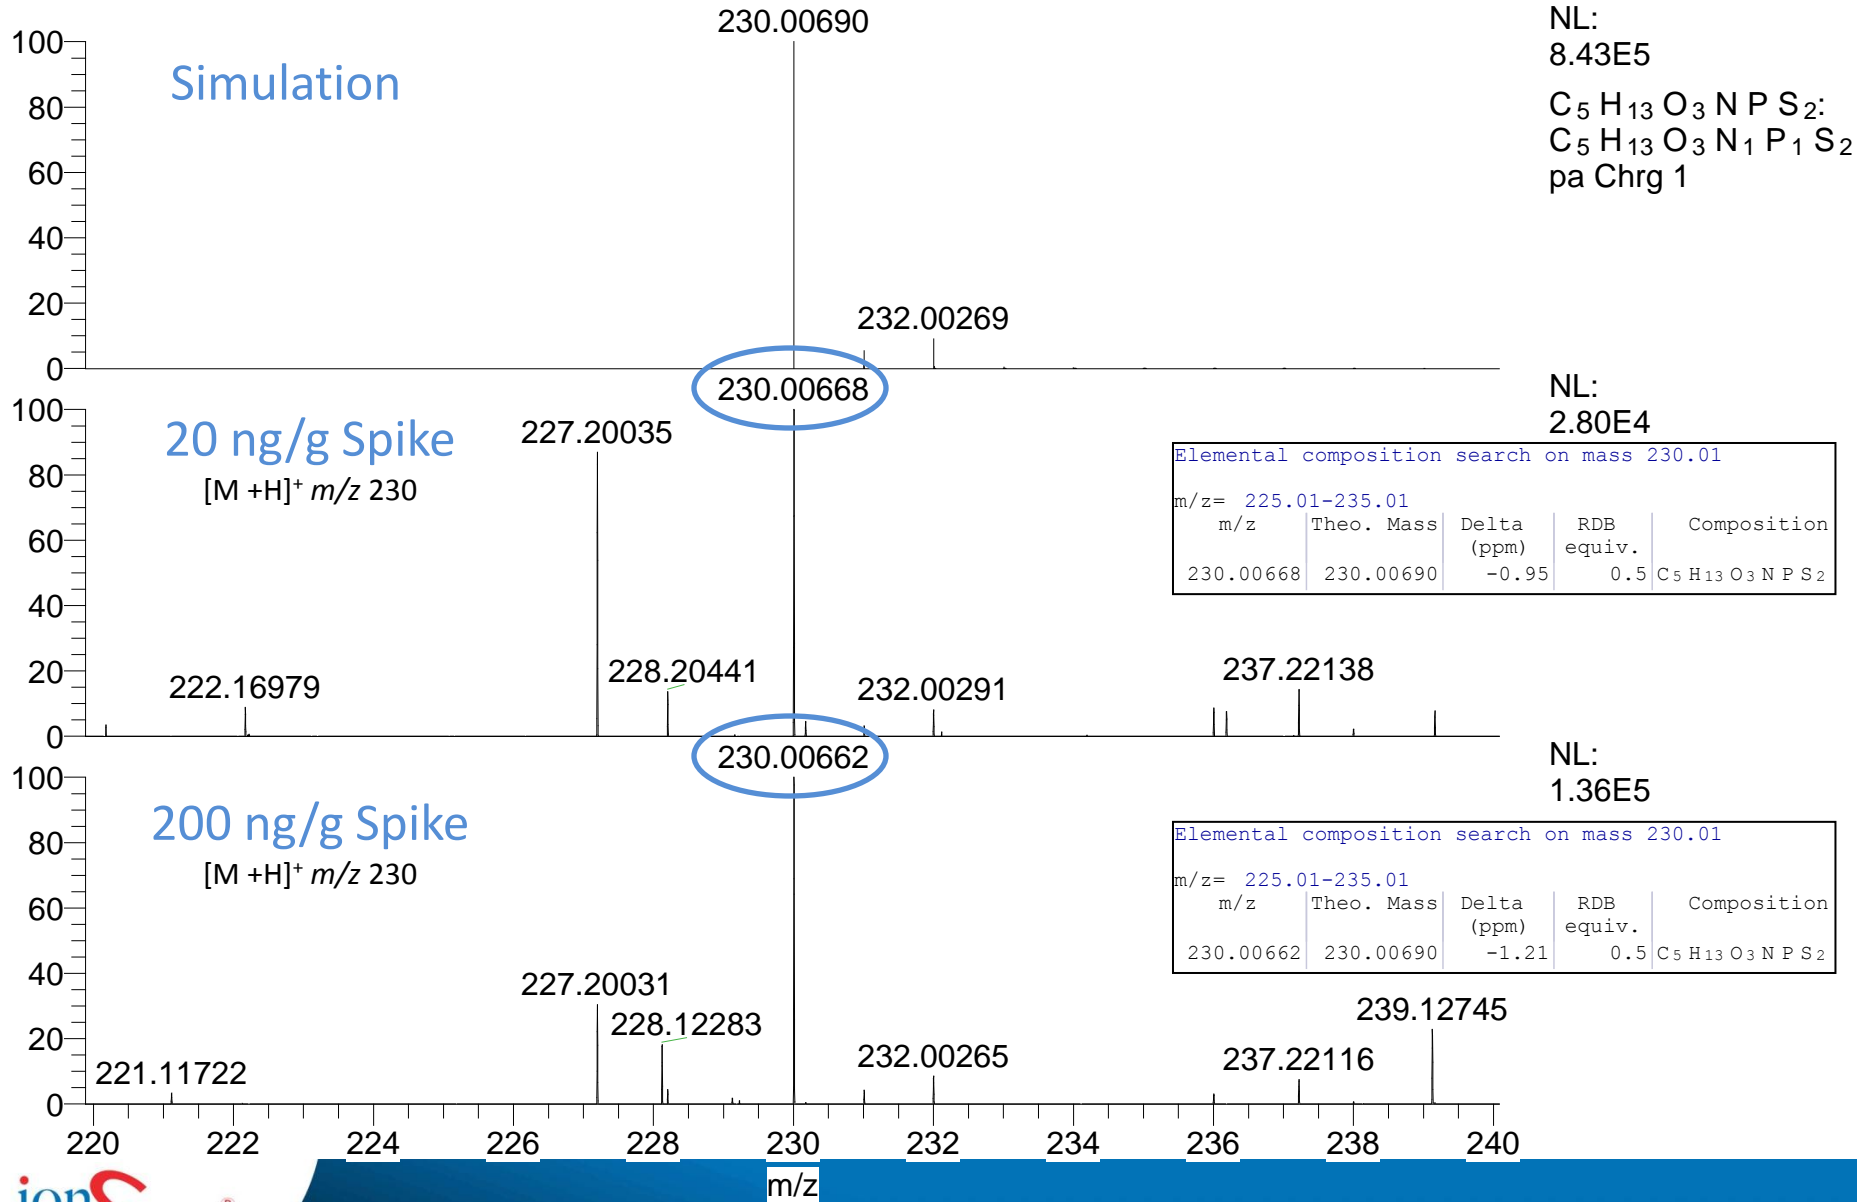 230.00690
NL:
8.43E5
C5 H13 O3 N P S2:
C5 H13 O3 N1 P1 S2
pa Chrg 1
Simulation
100
80
60
40
20
0
232.00269
230.00668
NL:
2.80E4
20 ng/g Spike
[M +H]+ m/z 230
100
80
60
40
20
0
227.20035
222.16979
228.20441
232.00291
237.22138
Elemental composition search on mass 230.01
m/z= 225.01-235.01
m/z Theo. Mass Delta (ppm) RDB equiv. Composition
230.00668 230.00690 -0.95 0.5 C5 H13 O3 N P S2
230.00662
NL:
1.36E5
200 ng/g Spike
[M +H]+ m/z 230
100
80
60
40
20
0
Elemental composition search on mass 230.01
m/z= 225.01-235.01
m/z Theo. Mass Delta (ppm) RDB equiv. Composition
230.00662 230.00690 -1.21 0.5 C5 H13 O3 N P S2
227.20031
228.12283
221.11722
232.00265
237.22116
239.12745
220 222 224 226 228 230 232 234 236 238 240
m/z